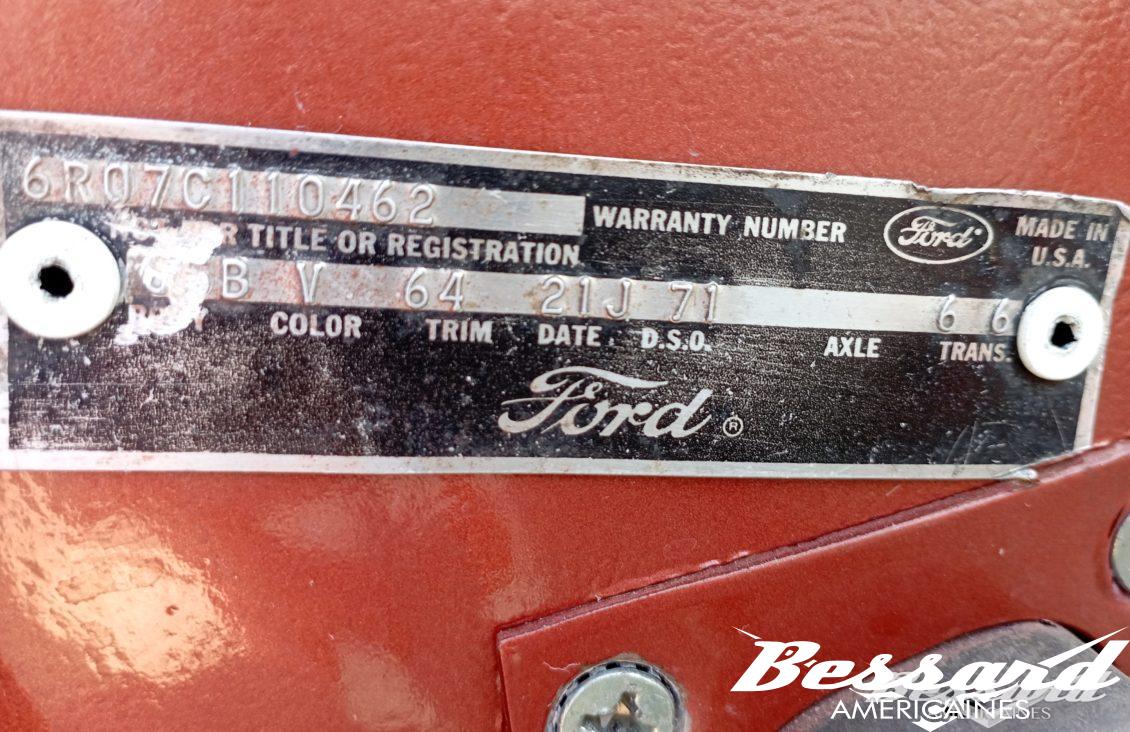 6R07C110462
WARRANTY NUMBER
Ford
MADE IN
U.S.A.
R TITLE OR REGISTRATION
6 B V 64 21J 71 6 6
COLOR TRIM DATE D.S.O. AXLE TRANS.
Ford ®
Bessard
AMERICAINES